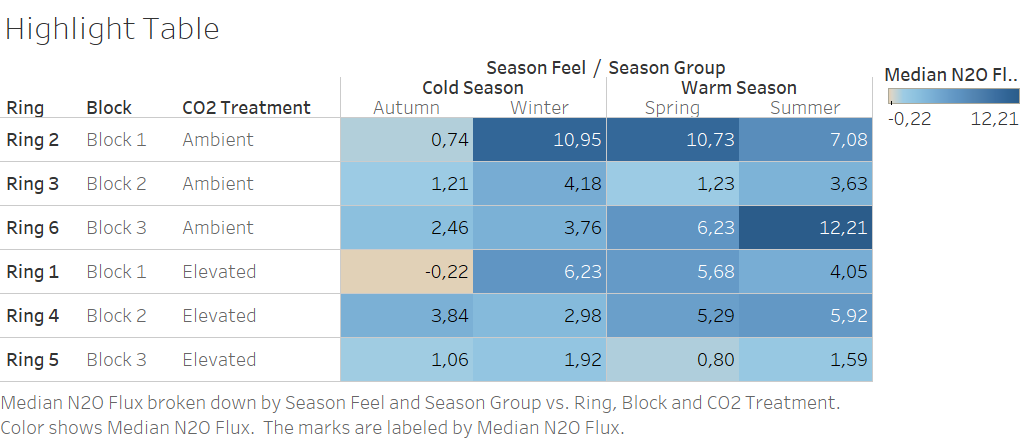 Highlight Table
Season Feel / Season Group
Cold Season Warm Season
Ring Block CO2 Treatment Autumn Winter Spring Summer
Ring 2 Block 1 Ambient 0,74 10,95 10,73 7,08
Ring 3 Block 2 Ambient 1,21 4,18 1,23 3,63
Ring 6 Block 3 Ambient 2,46 3,76 6,23 12,21
Ring 1 Block 1 Elevated -0,22 6,23 5,68 4,05
Ring 4 Block 2 Elevated 3,84 2,98 5,29 5,92
Ring 5 Block 3 Elevated 1,06 1,92 0,80 1,59
Median N2O Flux broken down by Season Feel and Season Group vs. Ring, Block and CO2 Treatment.
Color shows Median N2O Flux. The marks are labeled by Median N2O Flux.
Median N2O Fl..
-0,22 12,21